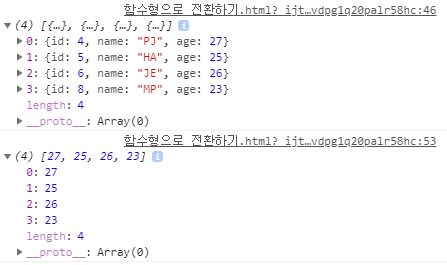 함수형으로 전환하기.html?_ijt…vdpg1q20palr58hc:46
▼ (4) [{…}, {…}, {…}, {…}] i
▶ 0: {id: 4, name: "PJ", age: 27}
▶ 1: {id: 5, name: "HA", age: 25}
▶ 2: {id: 6, name: "JE", age: 26}
▶ 3: {id: 8, name: "MP", age: 23}
length: 4
▶ __proto__: Array(0)
함수형으로 전환하기.html?_ijt…vdpg1q20palr58hc:53
▼ (4) [27, 25, 26, 23] i
0: 27
1: 25
2: 26
3: 23
length: 4
▶ __proto__: Array(0)